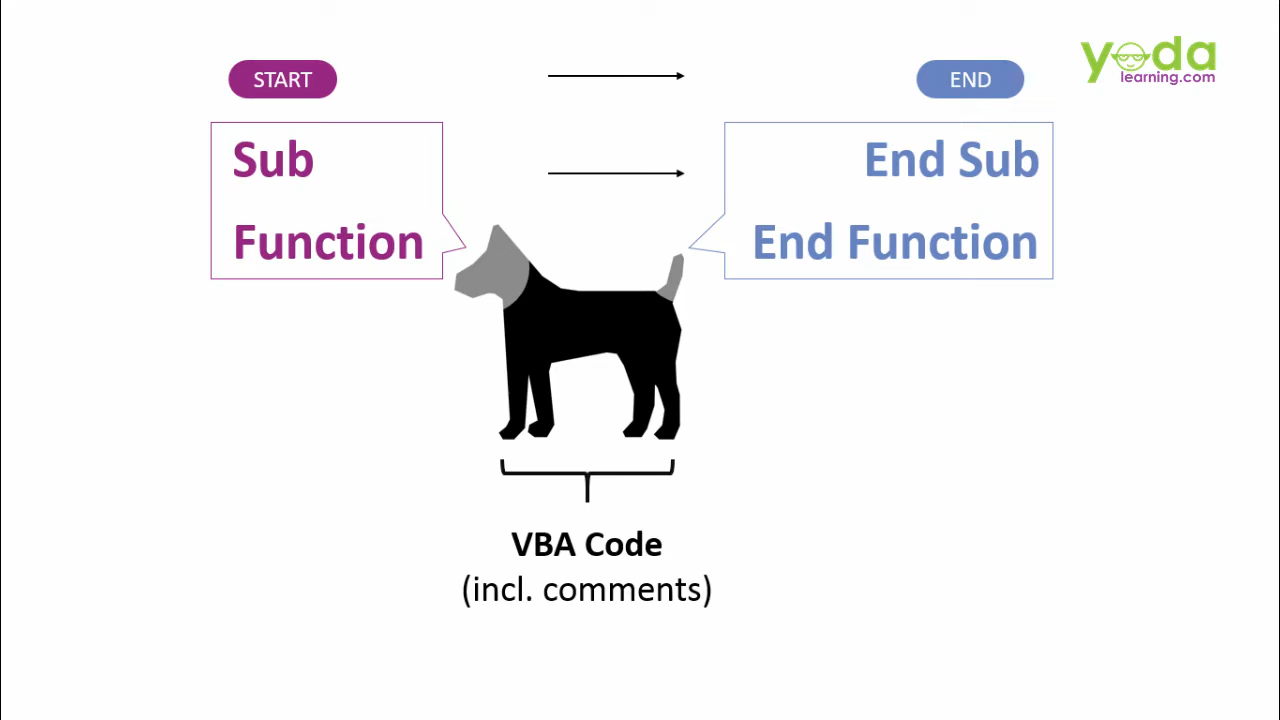 START
END
yoda
learning.com
Sub
End Sub
Function
End Function
VBA Code
(incl. comments)